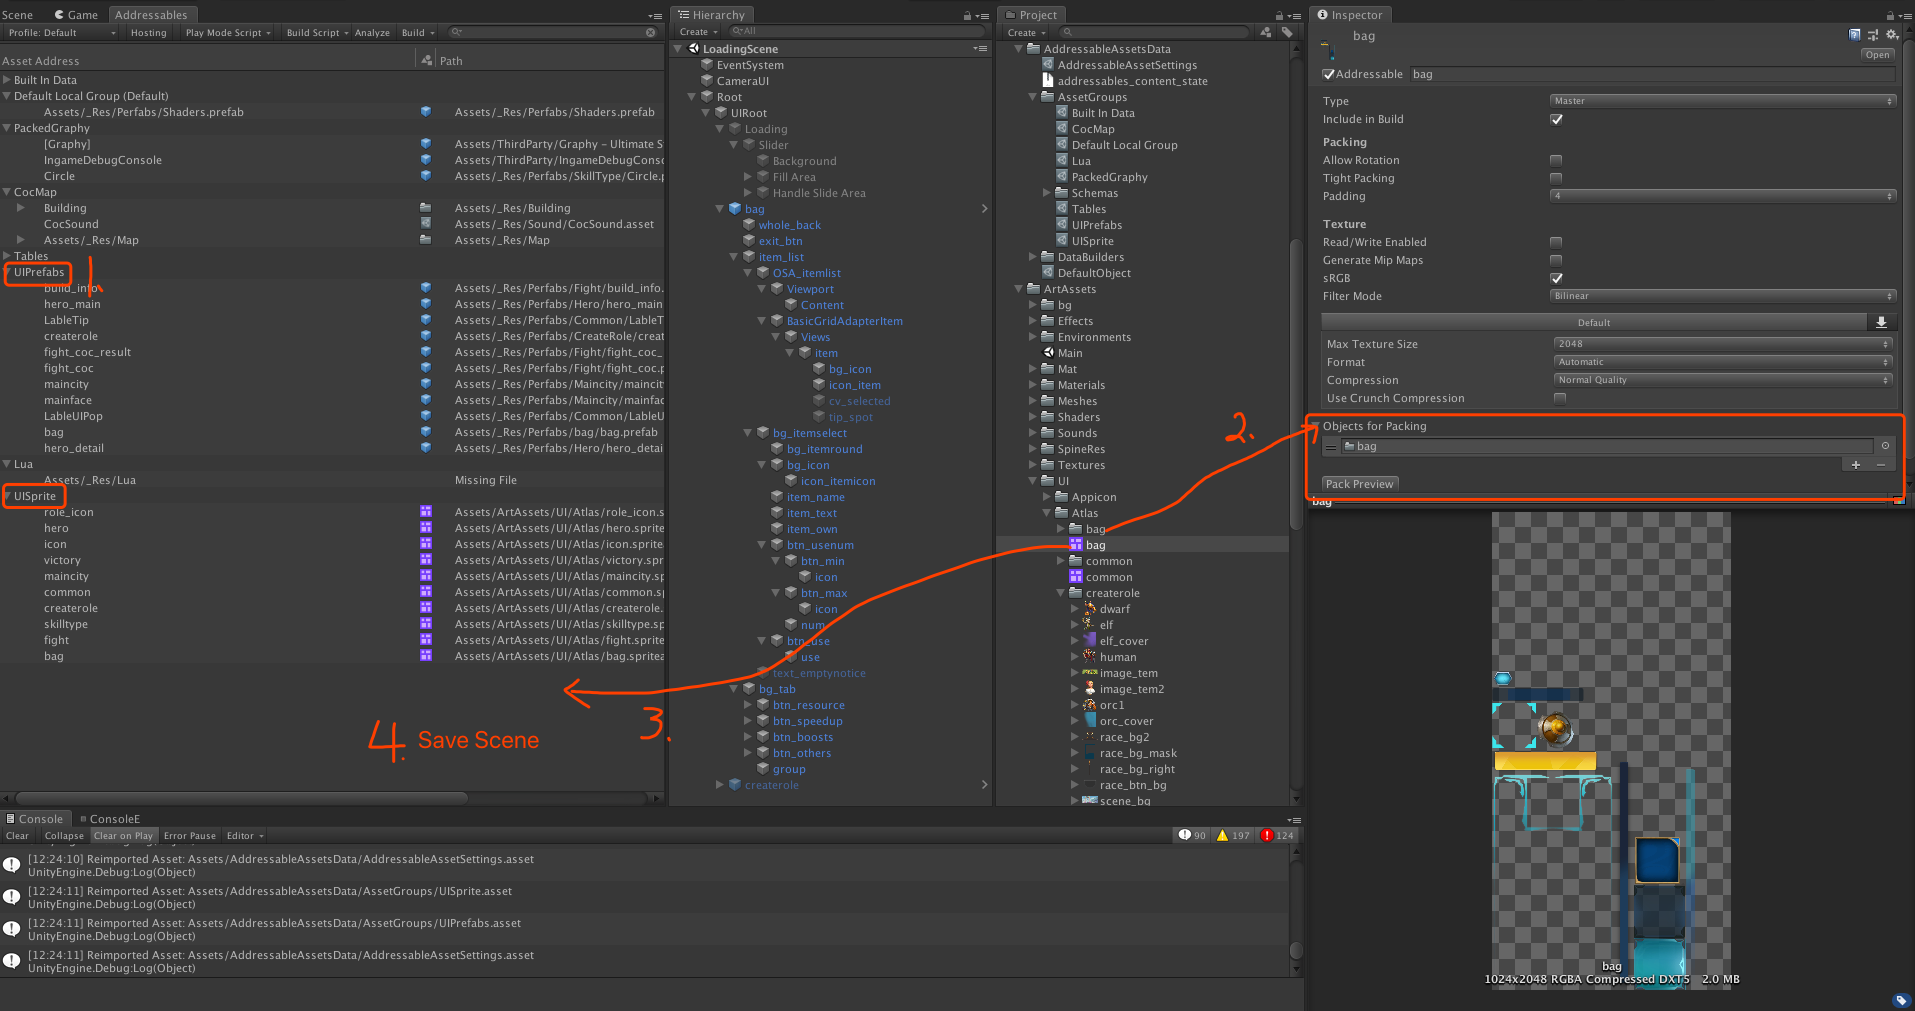 Scene
Game
Addressables
Profile: Default
Hosting
Play Mode Script
Build Script
Analyze
Build
Asset Address
Path
Built In Data
Default Local Group (Default)
Assets/_Res/Perfabs/Shaders.prefab Assets/_Res/Perfabs/Shaders.prefab
PackedGraphy
[Graphy] Assets/ThirdParty/Graphy - Ultimate S
IngameDebugConsole Assets/ThirdParty/IngameDebugConsc
Circle Assets/_Res/Perfabs/SkillType/Circle.p
CocMap
Building Assets/_Res/Building
CocSound Assets/_Res/Sound/CocSound.asset
Assets/_Res/Map Assets/_Res/Map
Tables
UIPrefabs
1.
build_info Assets/_Res/Perfabs/Fight/build_info.
hero_main Assets/_Res/Perfabs/Hero/hero_main
LableTip Assets/_Res/Perfabs/Common/LableT
createrole Assets/_Res/Perfabs/CreateRole/creat
fight_coc_result Assets/_Res/Perfabs/Fight/fight_coc_
fight_coc Assets/_Res/Perfabs/Fight/fight_coc.p
maincity Assets/_Res/Perfabs/Maincity/maincit
mainface Assets/_Res/Perfabs/Maincity/mainfac
LableUIPop Assets/_Res/Perfabs/Common/LableU
bag Assets/_Res/Perfabs/bag/bag.prefab
hero_detail Assets/_Res/Perfabs/Hero/hero_detai
Lua
Assets/_Res/Lua Missing File
UISprite
role_icon Assets/ArtAssets/UI/Atlas/role_icon.s
hero Assets/ArtAssets/UI/Atlas/hero.sprite
icon Assets/ArtAssets/UI/Atlas/icon.sprite
victory Assets/ArtAssets/UI/Atlas/victory.spr
maincity Assets/ArtAssets/UI/Atlas/maincity.sp
common Assets/ArtAssets/UI/Atlas/common.sp
createrole Assets/ArtAssets/UI/Atlas/createrole.
skilltype Assets/ArtAssets/UI/Atlas/skilltype.sp
fight Assets/ArtAssets/UI/Atlas/fight.sprite
bag Assets/ArtAssets/UI/Atlas/bag.spritea
4. Save Scene
3.
Hierarchy
Create
All
LoadingScene
EventSystem
CameraUI
Root
UIRoot
Loading
Slider
Background
Fill Area
Handle Slide Area
bag
whole_back
exit_btn
item_list
OSA_itemlist
Viewport
Content
BasicGridAdapterItem
Views
item
bg_icon
icon_item
cv_selected
tip_spot
bg_itemselect
bg_itemround
bg_icon
icon_itemicon
item_name
item_text
item_own
btn_usenum
btn_min
icon
btn_max
icon
num
btn_use
use
text_emptynotice
bg_tab
btn_resource
btn_speedup
btn_boosts
btn_others
group
createrole
Project
Create
AddressableAssetsData
AddressableAssetSettings
addressables_content_state
AssetGroups
Built In Data
CocMap
Default Local Group
Lua
PackedGraphy
Schemas
Tables
UIPrefabs
UISprite
DataBuilders
DefaultObject
ArtAssets
bg
Effects
Environments
Main
Mat
Materials
Meshes
Shaders
Sounds
SpineRes
Textures
UI
Appicon
Atlas
bag
bag
common
common
createrole
dwarf
elf
elf_cover
human
image_tem
image_tem2
orc1
orc_cover
race_bg2
race_bg_mask
race_bg_right
race_btn_bg
scene_bg
2.
Inspector
bag
Open
Addressable bag
Type Master
Include in Build
Packing
Allow Rotation
Tight Packing
Padding 4
Texture
Read/Write Enabled
Generate Mip Maps
sRGB
Filter Mode Bilinear
Default
Max Texture Size 2048
Format Automatic
Compression Normal Quality
Use Crunch Compression
Objects for Packing
bag
Pack Preview
bag
bag
1024x2048 RGBA Compressed DXT5 2.0 MB
Console
ConsoleE
Clear
Collapse
Clear on Play
Error Pause
Editor
90
197
124
[12:24:10] Reimported Asset: Assets/AddressableAssetsData/AddressableAssetSettings.asset
UnityEngine.Debug:Log(Object)
[12:24:11] Reimported Asset: Assets/AddressableAssetsData/AssetGroups/UISprite.asset
UnityEngine.Debug:Log(Object)
[12:24:11] Reimported Asset: Assets/AddressableAssetsData/AssetGroups/UIPrefabs.asset
UnityEngine.Debug:Log(Object)
[12:24:11] Reimported Asset: Assets/AddressableAssetsData/AddressableAssetSettings.asset
UnityEngine.Debug:Log(Object)